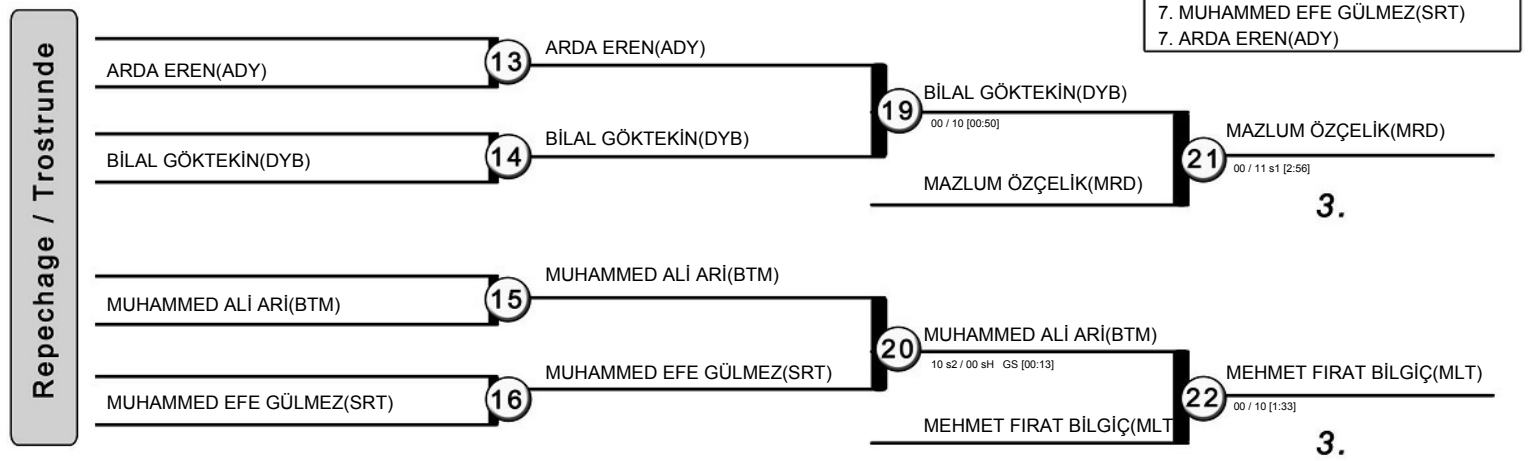 7. MUHAMMED EFE GÜLMEZ(SRT)
7. ARDA EREN(ADY)
Repechage / Trostrunde
ARDA EREN(ADY)
13
ARDA EREN(ADY)
BİLAL GÖKTEKİN(DYB)
14
BİLAL GÖKTEKİN(DYB)
19
BİLAL GÖKTEKİN(DYB)
00 / 10 [00:50]
MAZLUM ÖZÇELİK(MRD)
21
MAZLUM ÖZÇELİK(MRD)
00 / 11 s1 [2:56]
3.
MUHAMMED ALİ ARİ(BTM)
15
MUHAMMED ALİ ARİ(BTM)
MUHAMMED EFE GÜLMEZ(SRT)
16
MUHAMMED EFE GÜLMEZ(SRT)
20
MUHAMMED ALİ ARİ(BTM)
10 s2 / 00 sH GS [00:13]
MEHMET FIRAT BİLGİÇ(MLT
22
MEHMET FIRAT BİLGİÇ(MLT)
00 / 10 [1:33]
3.